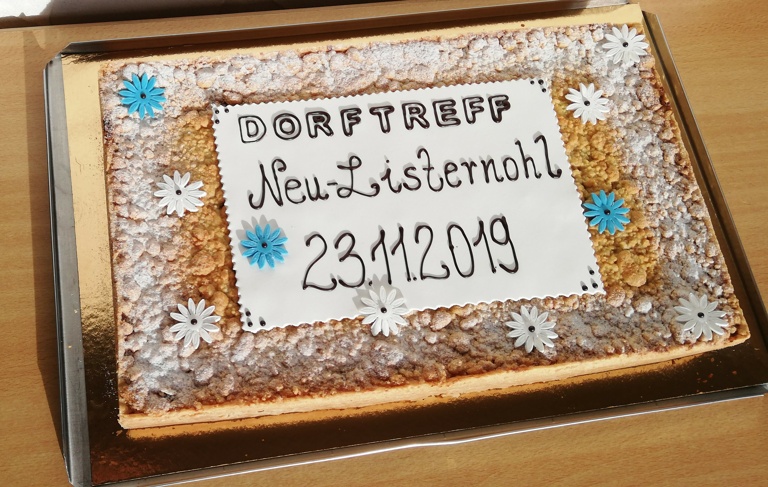 DORFTREFF
Neu-Listernohl
23.11.2019